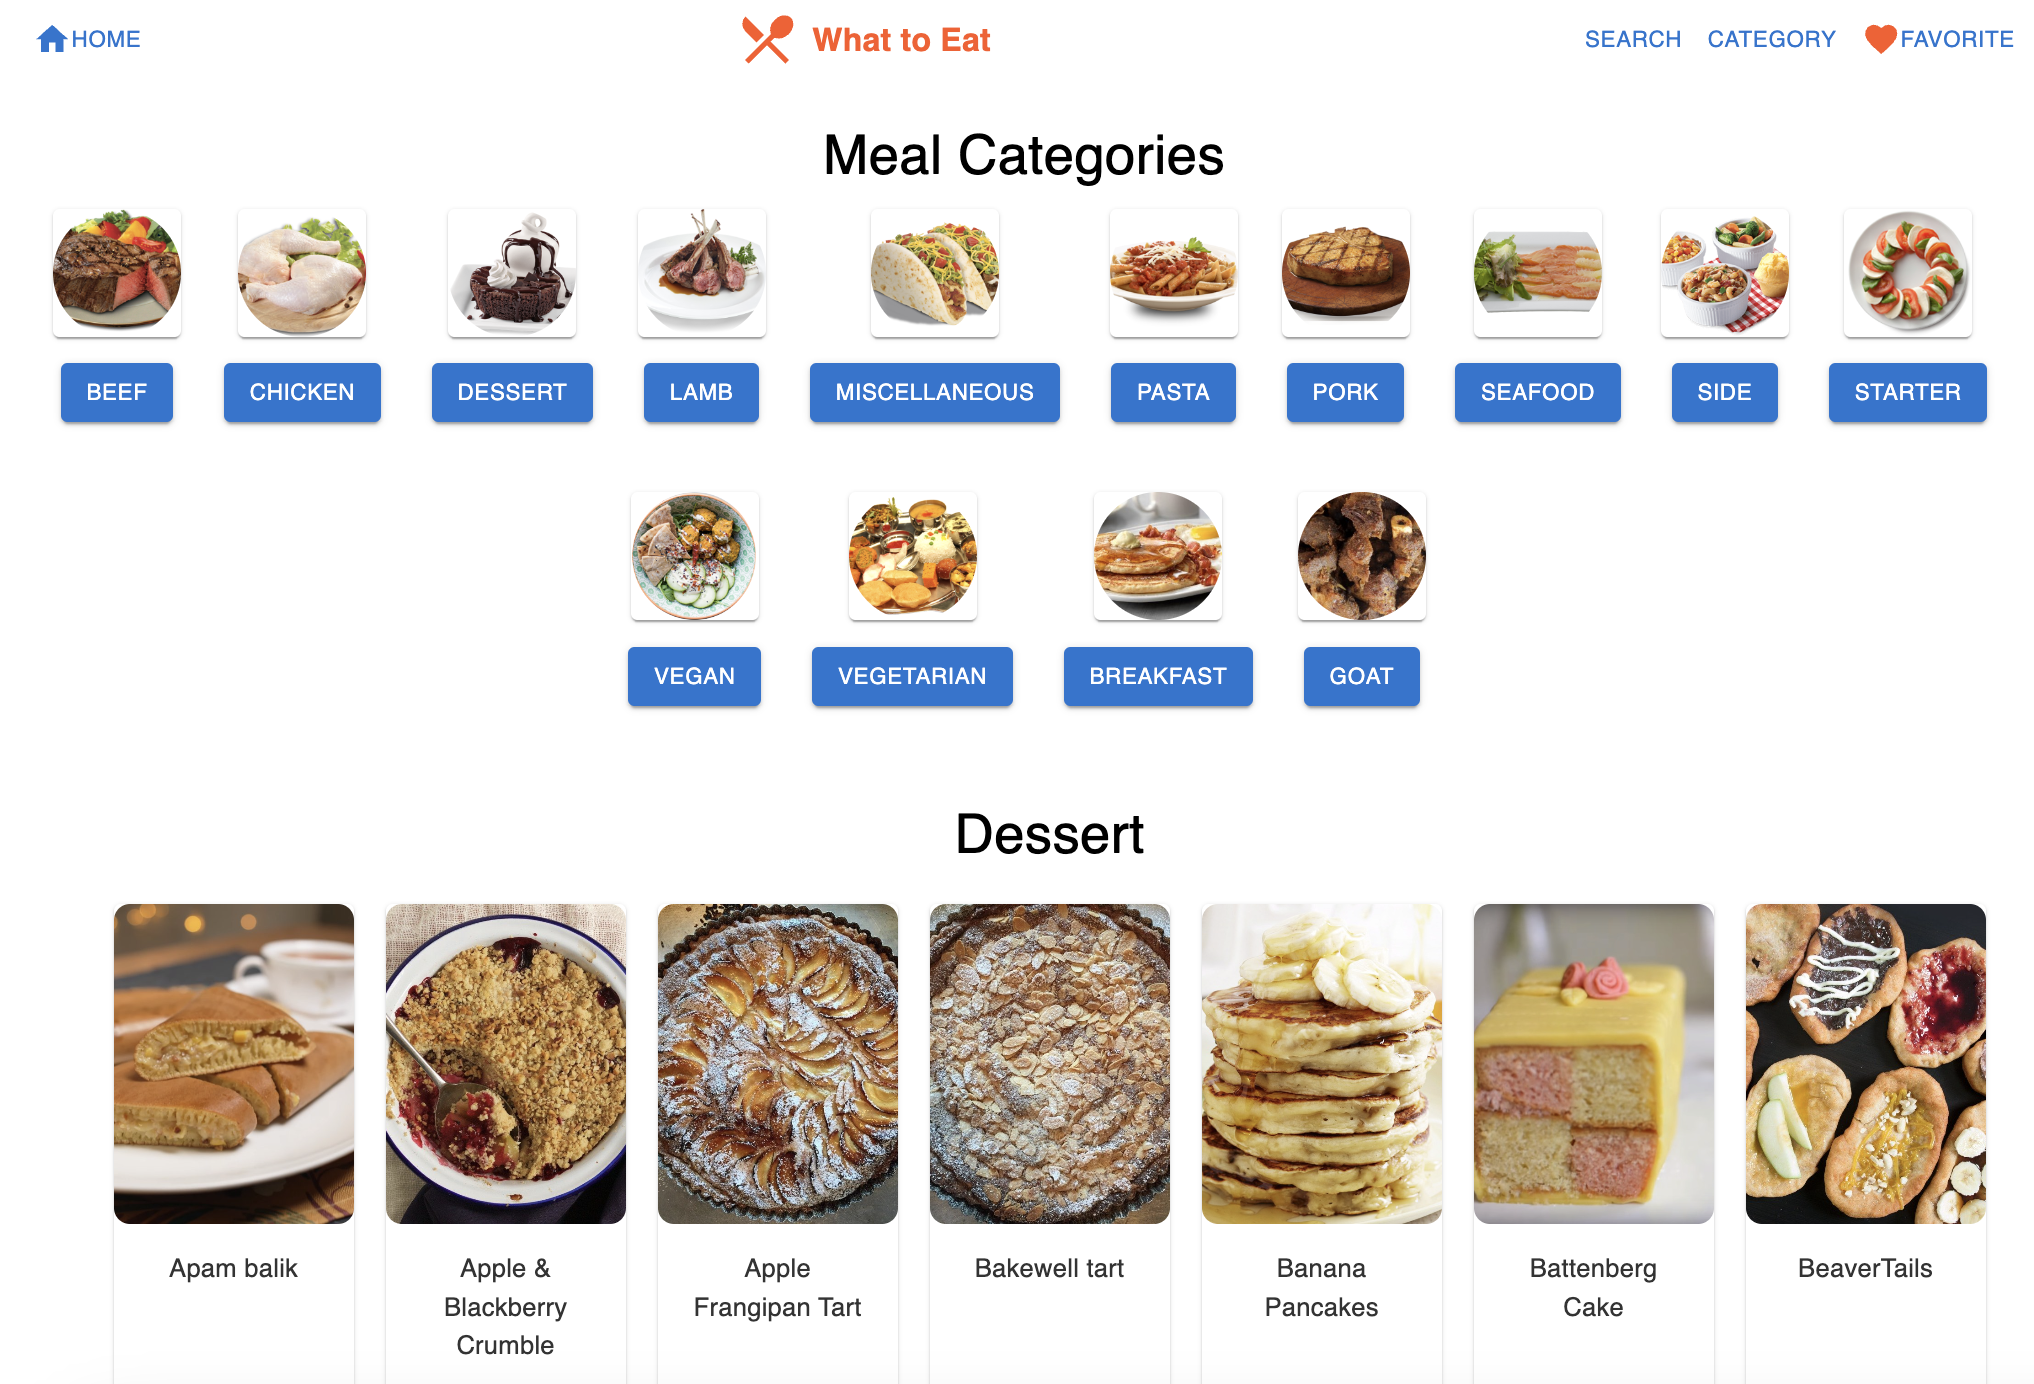 HOME
What to Eat
SEARCH CATEGORY FAVORITE
Meal Categories
BEEF CHICKEN DESSERT LAMB MISCELLANEOUS PASTA PORK SEAFOOD SIDE STARTER
VEGAN VEGETARIAN BREAKFAST GOAT
Dessert
Apam balik
Apple &
Blackberry
Crumble
Apple
Frangipan Tart
Bakewell tart
Banana
Pancakes
Battenberg
Cake
BeaverTails